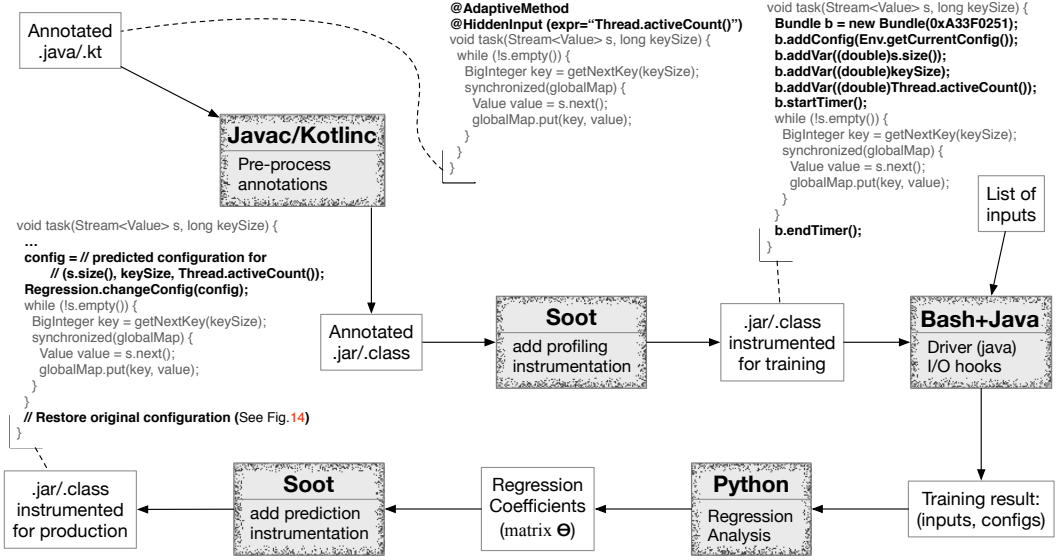 Annotated
.java/.kt
@AdaptiveMethod
@HiddenInput (expr=“Thread.activeCount()”)
void task(Stream<Value> s, long keySize) {
while (!s.empty()) {
BigInteger key = getNextKey(keySize);
synchronized(globalMap) {
Value value = s.next();
globalMap.put(key, value);
}
}
}
void task(Stream<Value> s, long keySize) {
Bundle b = new Bundle(0xA33F0251);
b.addConfig(Env.getCurrentConfig());
b.addVar((double)s.size());
b.addVar((double)keySize);
b.addVar((double)Thread.activeCount());
b.startTimer();
while (!s.empty()) {
BigInteger key = getNextKey(keySize);
synchronized(globalMap) {
Value value = s.next();
globalMap.put(key, value);
}
}
b.endTimer();
}
Javac/Kotlinc
Pre-process
annotations
List of
inputs
void task(Stream<Value> s, long keySize) {
...
config = // predicted configuration for
// (s.size(), keySize, Thread.activeCount());
Regression.changeConfig(config);
while (!s.empty()) {
BigInteger key = getNextKey(keySize);
synchronized(globalMap) {
Value value = s.next();
globalMap.put(key, value);
}
}
// Restore original configuration (See Fig.14)
}
Annotated
.jar/.class
Soot
add profiling
instrumentation
.jar/.class
instrumented
for training
Bash+Java
Driver (java)
I/O hooks
.jar/.class
instrumented
for production
Soot
add prediction
instrumentation
Regression
Coefficients
(matrix Θ)
Python
Regression
Analysis
Training result:
(inputs, configs)